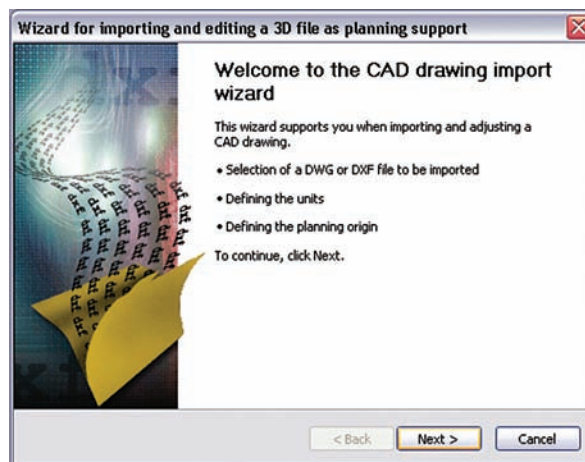 Wizard for importing and editing a 3D file as planning support
Welcome to the CAD drawing import
wizard
This wizard supports you when importing and adjusting a
CAD drawing.
• Selection of a DWG or DXF file to be imported
• Defining the units
• Defining the planning origin
To continue, click Next.
< Back
Next >
Cancel